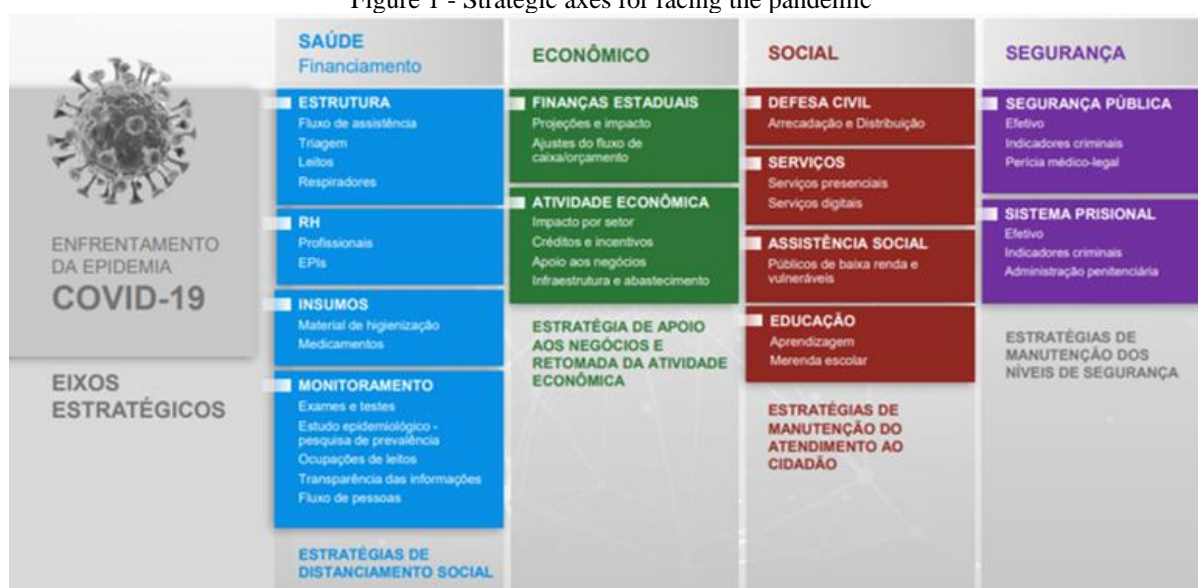 Figure 1 - Strategic axes for facing the pandemic
ENFRENTAMENTO
DA EPIDEMIA
COVID-19
EIXOS
ESTRATÉGICOS
SAÚDE
Financiamento
ESTRUTURA
Fluxo de assistência
Triagem
Leitos
Respiradores
RH
Profissionais
EPIs
INSUMOS
Material de higienização
Medicamentos
MONITORAMENTO
Exames e testes
Estudo epidemiológico -
pesquisa de prevalência
Ocupações de leitos
Transparência das informações
Fluxo de pessoas
ESTRATÉGIAS DE
DISTANCIAMENTO SOCIAL
ECONÔMICO
FINANÇAS ESTADUAIS
Projeções e impacto
Ajustes do fluxo de
caixa/orçamento
ATIVIDADE ECONÔMICA
Impacto por setor
Créditos e incentivos
Apoio aos negócios
Infraestrutura e abastecimento
ESTRATÉGIA DE APOIO
AOS NEGÓCIOS E
RETOMADA DA ATIVIDADE
ECONÔMICA
SOCIAL
DEFESA CIVIL
Arrecadação e Distribuição
SERVIÇOS
Serviços presenciais
Serviços digitais
ASSISTÊNCIA SOCIAL
Públicos de baixa renda e
vulneráveis
EDUCAÇÃO
Aprendizagem
Merenda escolar
ESTRATÉGIAS DE
MANUTENÇÃO DO
ATENDIMENTO AO
CIDADÃO
SEGURANÇA
SEGURANÇA PÚBLICA
Efetivo
Indicadores criminais
Perícia médico-legal
SISTEMA PRISIONAL
Efetivo
Indicadores criminais
Administração penitenciária
ESTRATÉGIAS DE
MANUTENÇÃO DOS
NÍVEIS DE SEGURANÇA